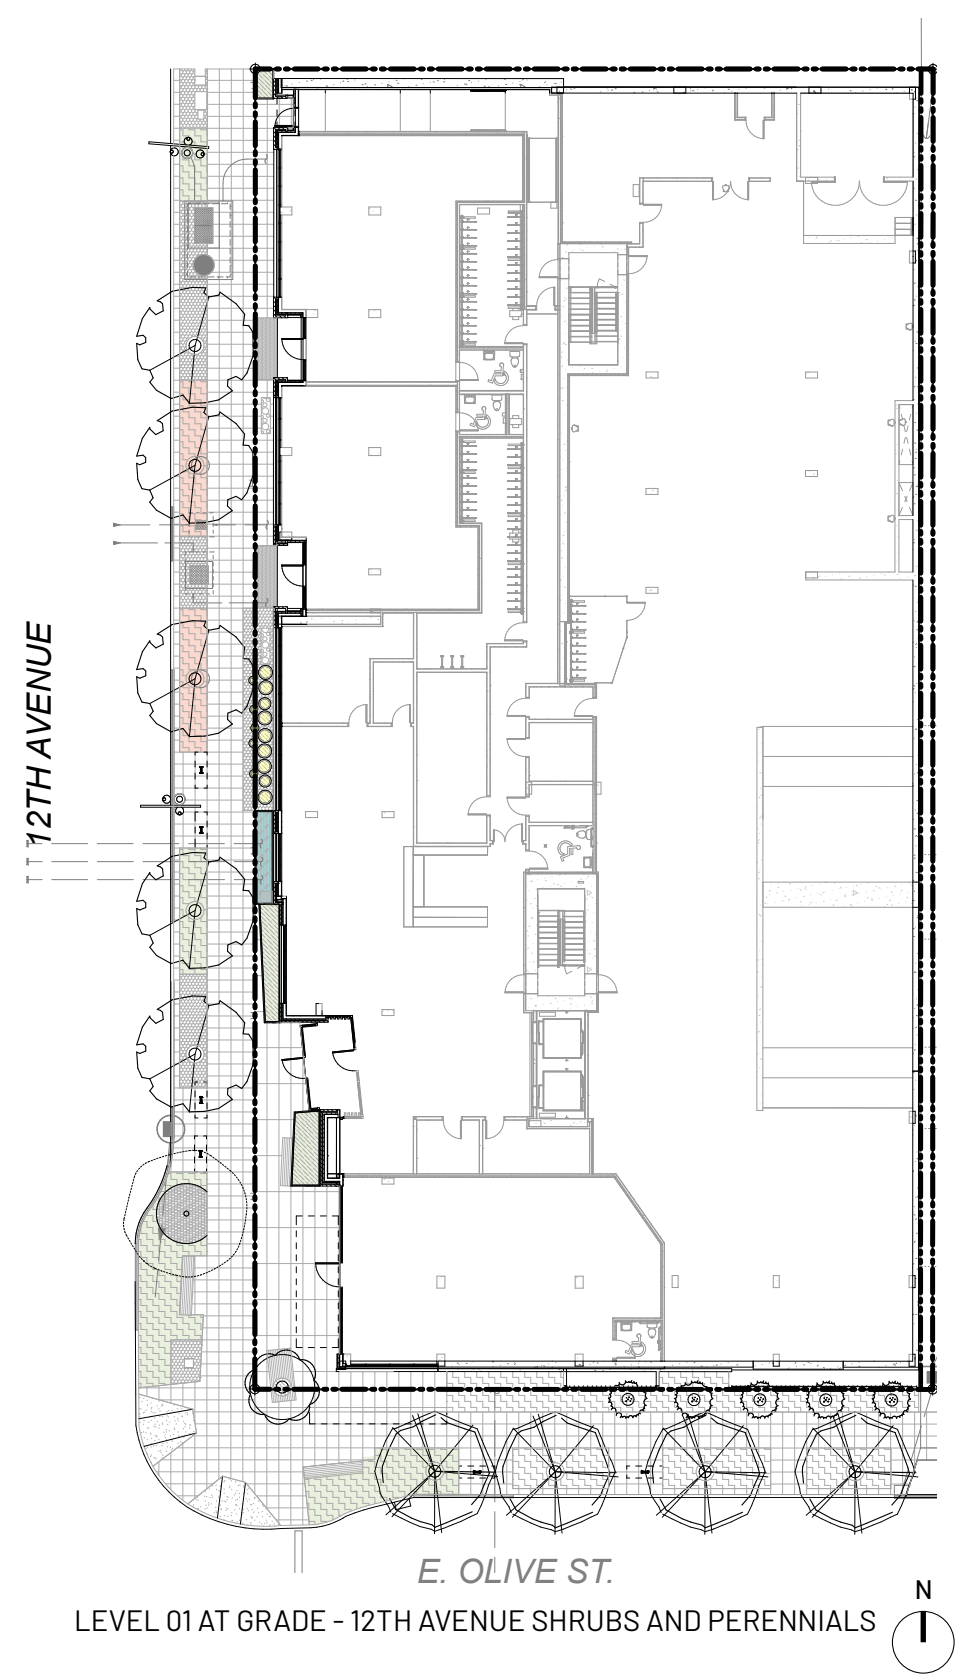 12TH AVENUE
E. OLIVE ST.
N
LEVEL 01 AT GRADE - 12TH AVENUE SHRUBS AND PERENNIALS